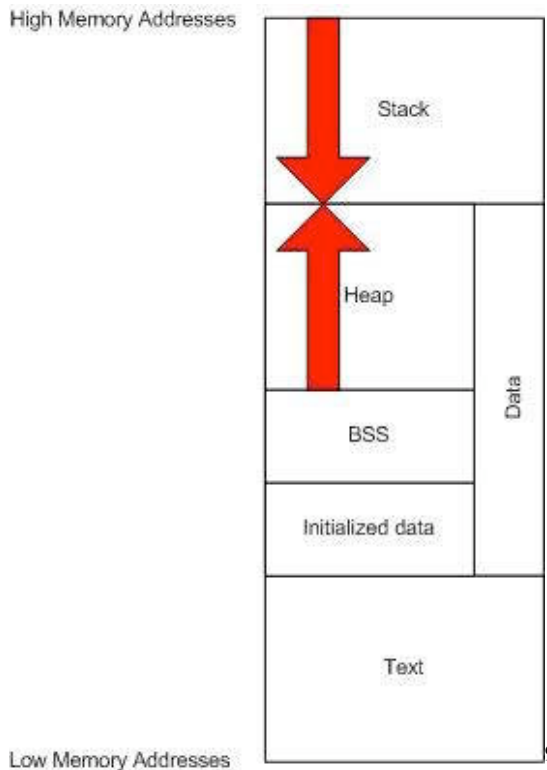 High Memory Addresses
Stack
Heap
Data
BSS
Initialized data
Text
Low Memory Addresses